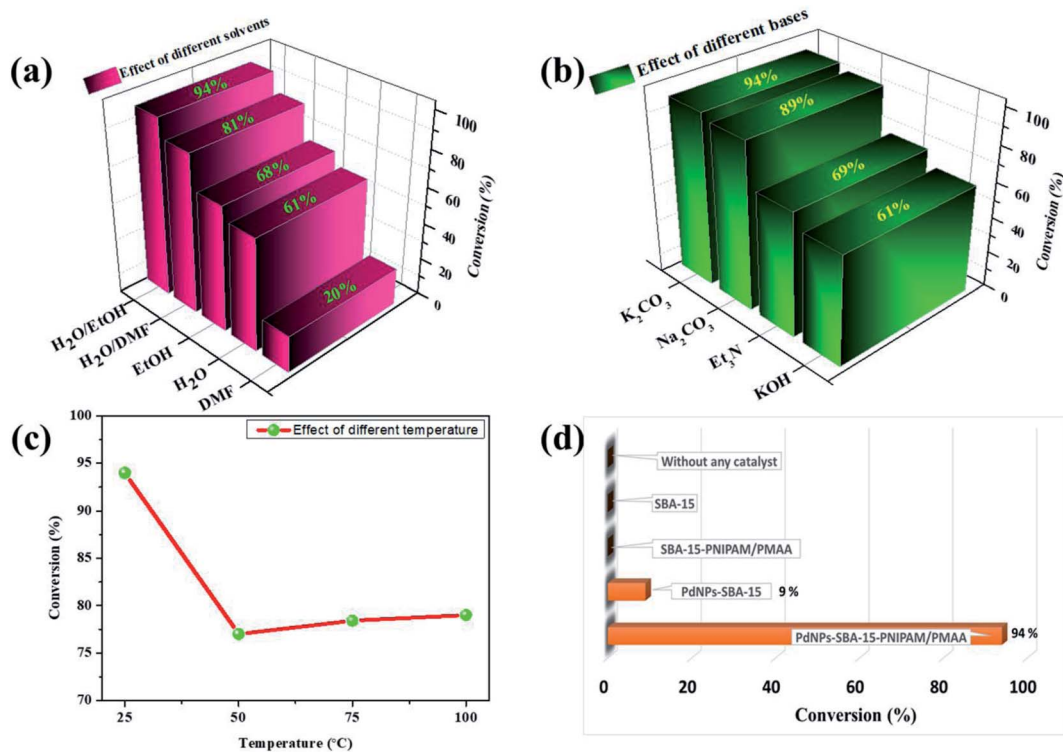 (a)
Effect of different solvents
94%
81%
68%
61%
20%
100
80
60
40
20
0
Conversion (%)
H₂O/EtOH
H₂O/DMF
EtOH
H₂O
DMF
(b)
Effect of different bases
94%
89%
69%
61%
100
80
60
40
20
0
Conversion (%)
K₂CO₃
Na₂CO₃
Et₃N
KOH
(c)
Effect of different temperature
100
95
90
85
80
75
70
Conversion (%)
25
50
75
100
Temperature (°C)
(d)
Without any catalyst
SBA-15
SBA-15-PNIPAM/PMAA
PdNPs-SBA-15
9 %
PdNPs-SBA-15-PNIPAM/PMAA
94 %
0
20
40
60
80
100
Conversion (%)